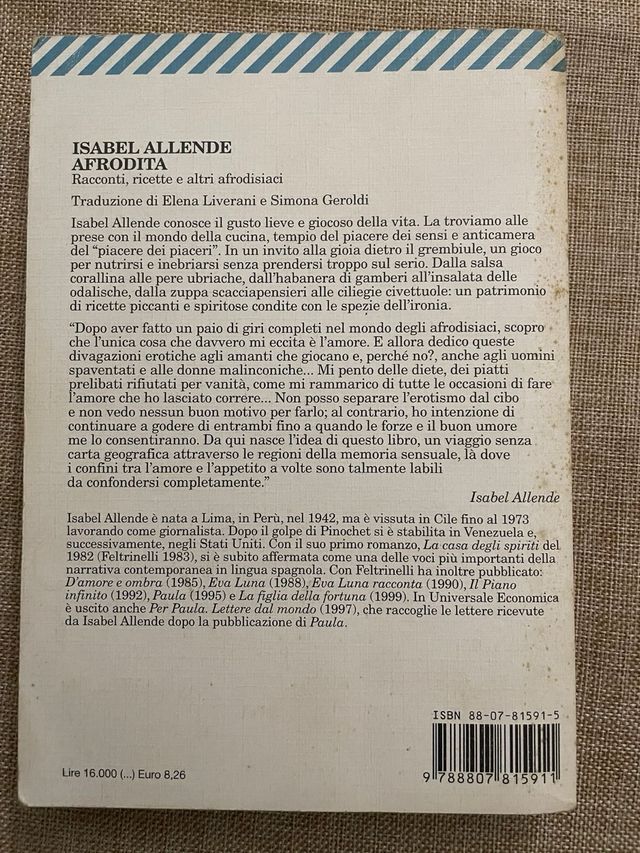 ISABEL ALLENDE
AFRODITA
Racconti, ricette e altri afrodisiaci
Traduzione di Elena Liverani e Simona Geroldi
Isabel Allende conosce il gusto lieve e giocoso della vita. La troviamo alle
prese con il mondo della cucina, tempio del piacere dei sensi e anticamera
del “piacere dei piaceri”. In un invito alla gioia dietro il grembiule, un gioco
per nutrirsi e inebriarsi senza prendersi troppo sul serio. Dalla salsa
corallina alle pere ubriache, dall’habanera di gamberi all’insalata delle
odalische, dalla zuppa scacciapensieri alle ciliegie civettuole: un patrimonio
di ricette piccanti e spiritose condite con le spezie dell’ironia.
“Dopo aver fatto un paio di giri completi nel mondo degli afrodisiaci, scopro
che l’unica cosa che davvero mi eccita è l’amore. E allora dedico queste
divagazioni erotiche agli amanti che giocano e, perché no?, anche agli uomini
spaventati e alle donne malinconiche... Mi pento delle diete, dei piatti
prelibati rifiutati per vanità, come mi rammarico di tutte le occasioni di fare
l’amore che ho lasciato correre... Non posso separare l’erotismo dal cibo
e non vedo nessun buon motivo per farlo; al contrario, ho intenzione di
continuare a godere di entrambi fino a quando le forze e il buon umore
me lo consentiranno. Da qui nasce l’idea di questo libro, un viaggio senza
carta geografica attraverso le regioni della memoria sensuale, là dove
i confini tra l’amore e l’appetito a volte sono talmente labili
da confondersi completamente.”
Isabel Allende
Isabel Allende è nata a Lima, in Perù, nel 1942, ma è vissuta in Cile fino al 1973
lavorando come giornalista. Dopo il golpe di Pinochet si è stabilita in Venezuela e,
successivamente, negli Stati Uniti. Con il suo primo romanzo, La casa degli spiriti del
1982 (Feltrinelli 1983), si è subito affermata come una delle voci più importanti della
narrativa contemporanea in lingua spagnola. Con Feltrinelli ha inoltre pubblicato:
D’amore e ombra (1985), Eva Luna (1988), Eva Luna racconta (1990), Il Piano
infinito (1992), Paula (1995) e La figlia della fortuna (1999). In Universale Economica
è uscito anche Per Paula. Lettere dal mondo (1997), che raccoglie le lettere ricevute
da Isabel Allende dopo la pubblicazione di Paula.
ISBN 88-07-81591-5
Lire 16.000 (...) Euro 8,26
9 788807 815911